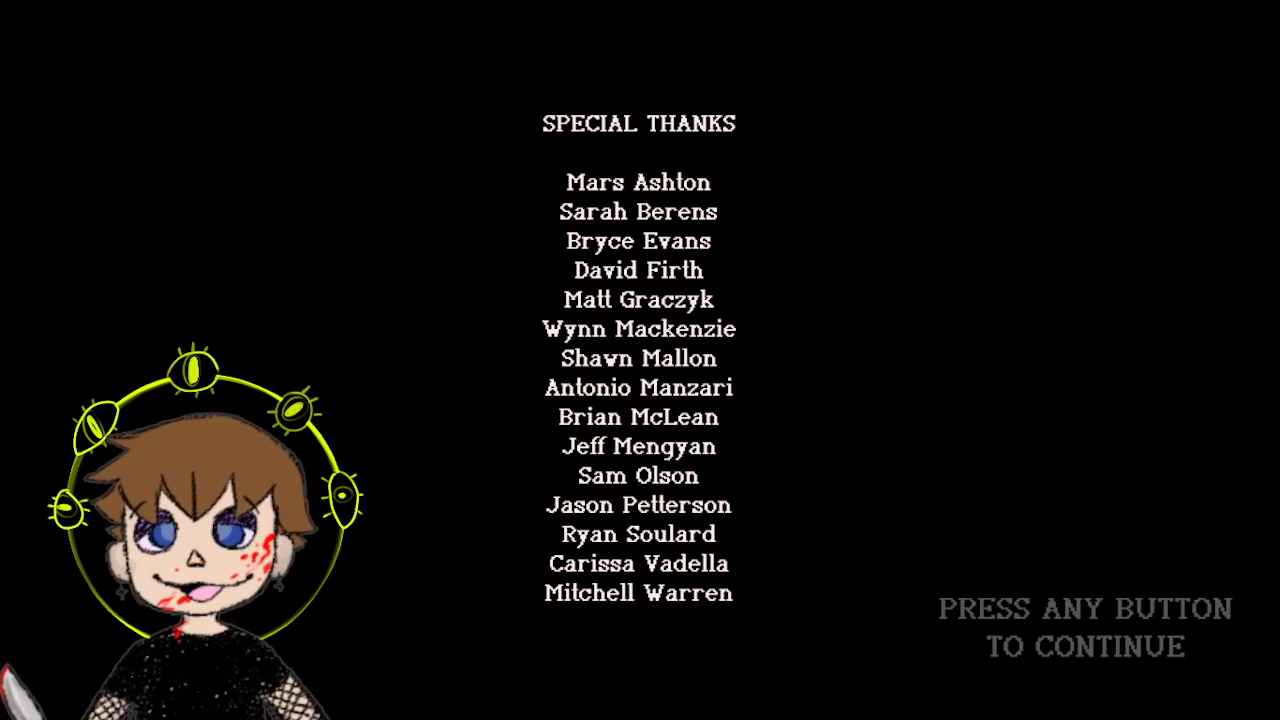 SPECIAL THANKS
Mars Ashton
Sarah Berens
Bryce Evans
David Firth
Matt Graczyk
Wynn Mackenzie
Shawn Mallon
Antonio Manzari
Brian McLean
Jeff Mengyan
Sam Olson
Jason Petterson
Ryan Soulard
Carissa Vadella
Mitchell Warren
PRESS ANY BUTTON
TO CONTINUE